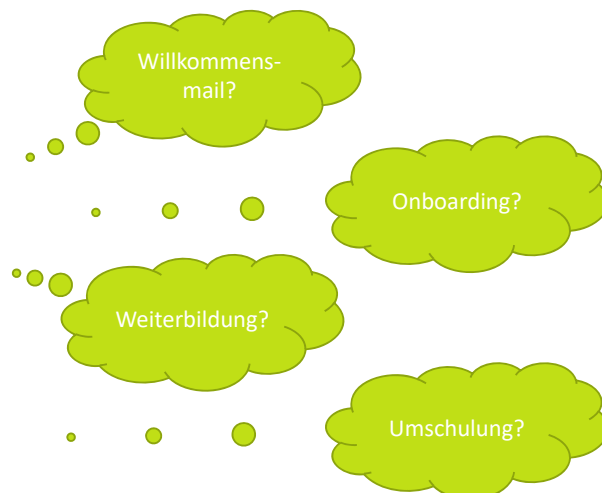 Willkommens-
mail?
Onboarding?
Weiterbildung?
Umschulung?